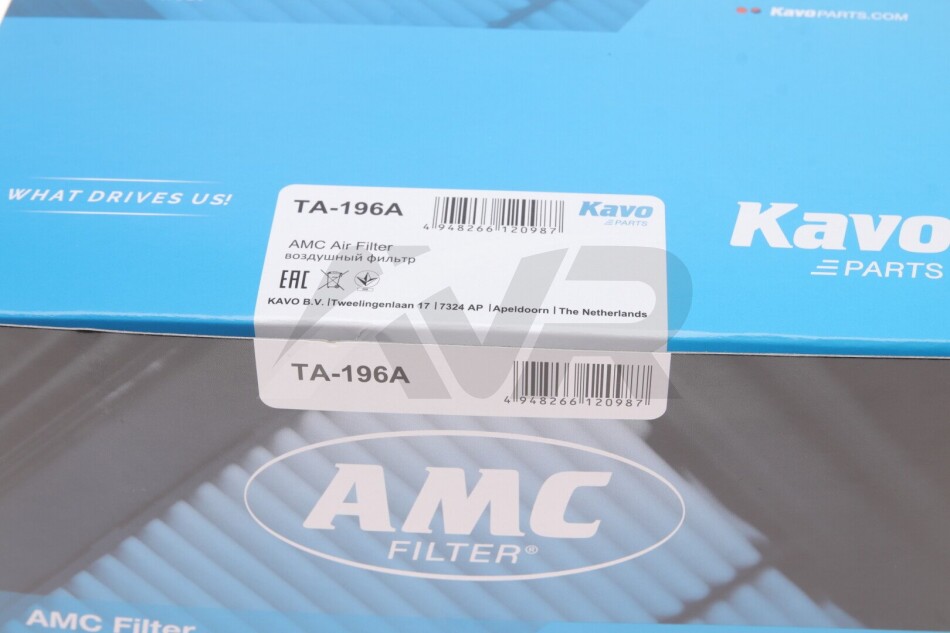 KavoPARTS.COM
WHAT DRIVES US!
TA-196A
4 948266 120987
Kavo
PARTS
AMC Air Filter
воздушный фильтр
EAC
KAVO B.V. |Tweelingenlaan 17 |7324 AP |Apeldoorn |The Netherlands
Kavo
PARTS
AVR
TA-196A
4 948266 120987
AMC
FILTER®
AMC Filter